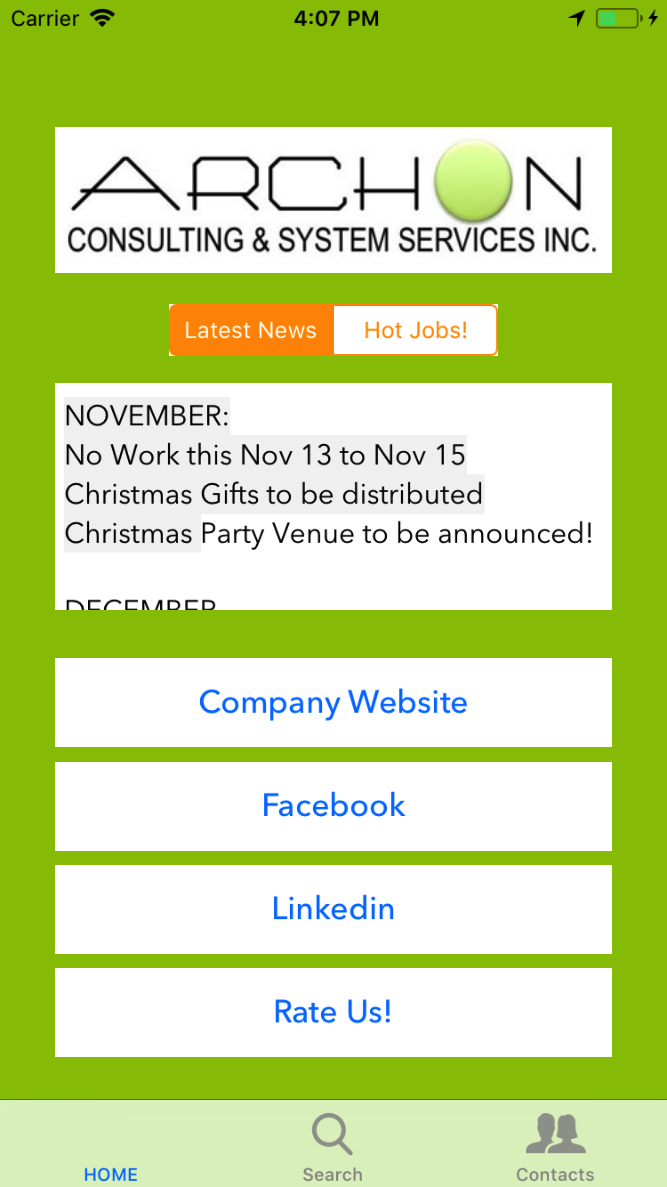 Carrier 4:07 PM
ARCHON
CONSULTING & SYSTEM SERVICES INC.
Latest News Hot Jobs!
NOVEMBER:
No Work this Nov 13 to Nov 15
Christmas Gifts to be distributed
Christmas Party Venue to be announced!
DECEMBER
Company Website
Facebook
Linkedin
Rate Us!
HOME Search Contacts